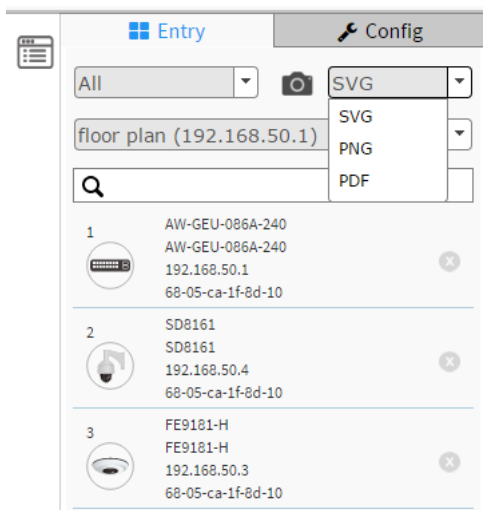 Entry
Config
All
SVG
SVG
PNG
PDF
floor plan (192.168.50.1)
1
AW-GEU-086A-240
AW-GEU-086A-240
192.168.50.1
68-05-ca-1f-8d-10
2
SD8161
SD8161
192.168.50.4
68-05-ca-1f-8d-10
3
FE9181-H
FE9181-H
192.168.50.3
68-05-ca-1f-8d-10